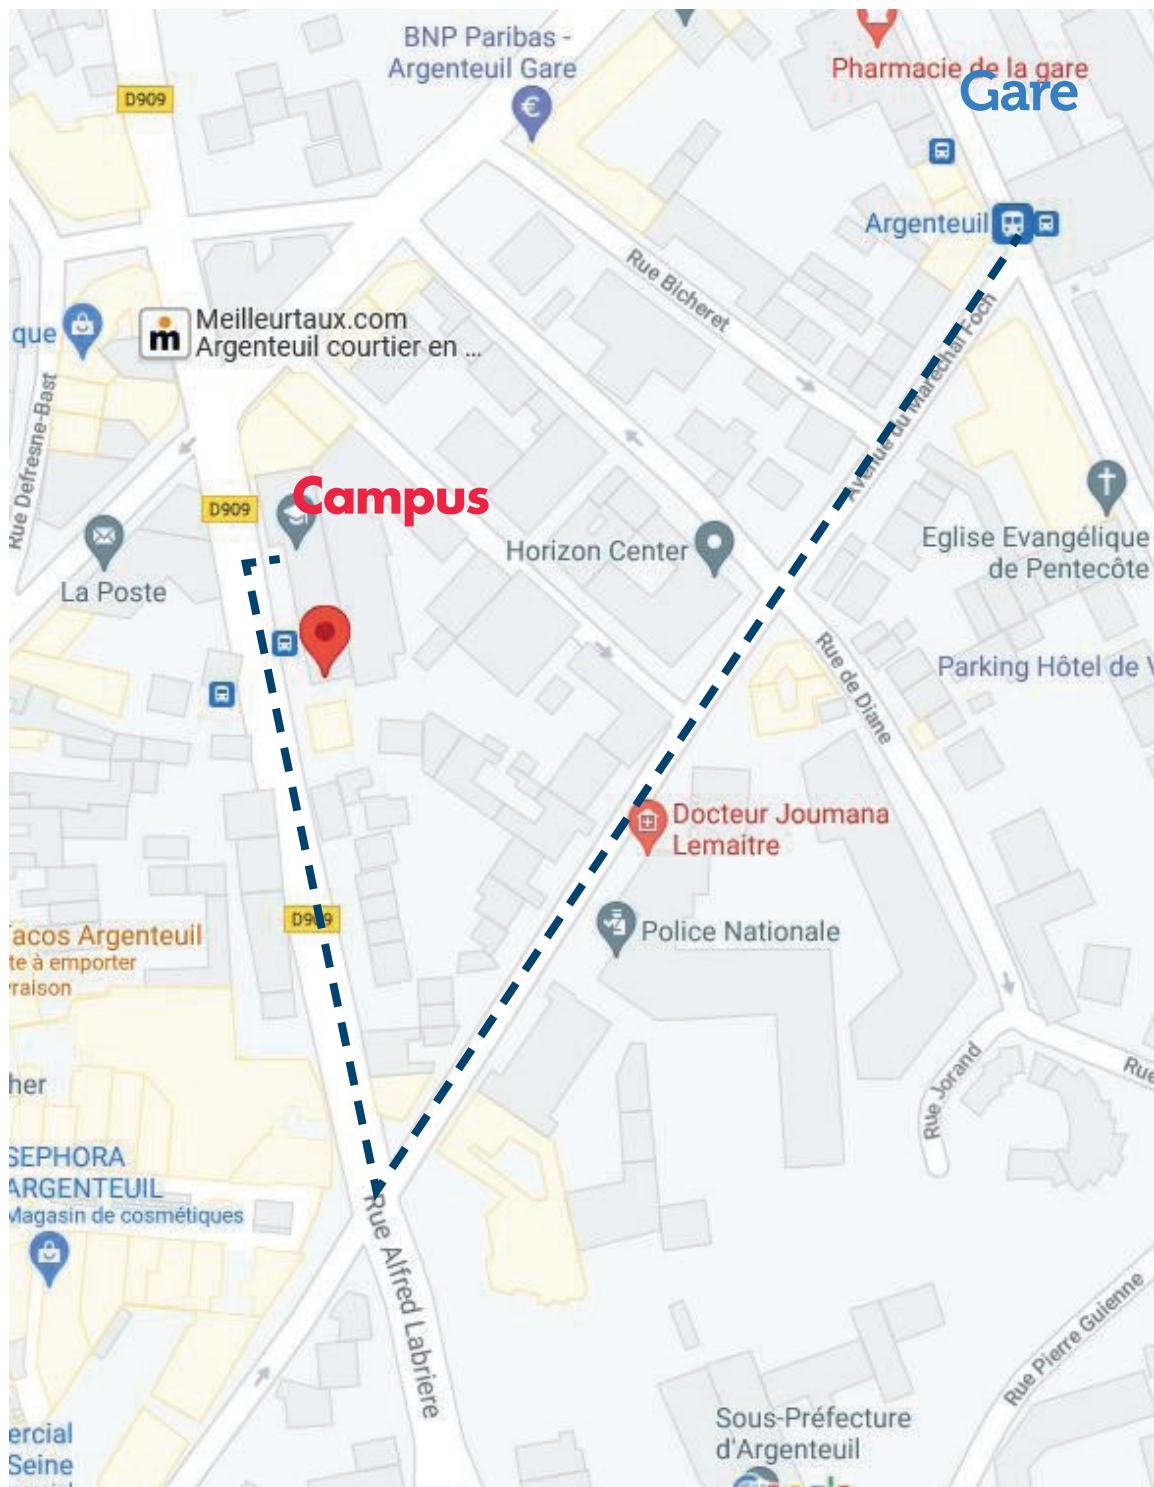 BNP Paribas -
Argenteuil Gare
Pharmacie de la gare
Gare
D909
Argenteuil
Rue Bicheret
Avenue du Maréchal Foch
que
Meilleurtaux.com
Argenteuil courtier en ...
Rue Defresne-Bast
D909
Campus
La Poste
Horizon Center
Eglise Evangélique
de Pentecôte
Rue de Diane
Parking Hôtel de V
Docteur Joumana
Lemaitre
D909
Police Nationale
acos Argenteuil
te à emporter
raison
her
Rue Jorand
Rue
SEPHORA
ARGENTEUIL
Magasin de cosmétiques
Rue Alfred Labriere
Rue Pierre Guienne
ercial
Seine
Sous-Préfecture
d'Argenteuil